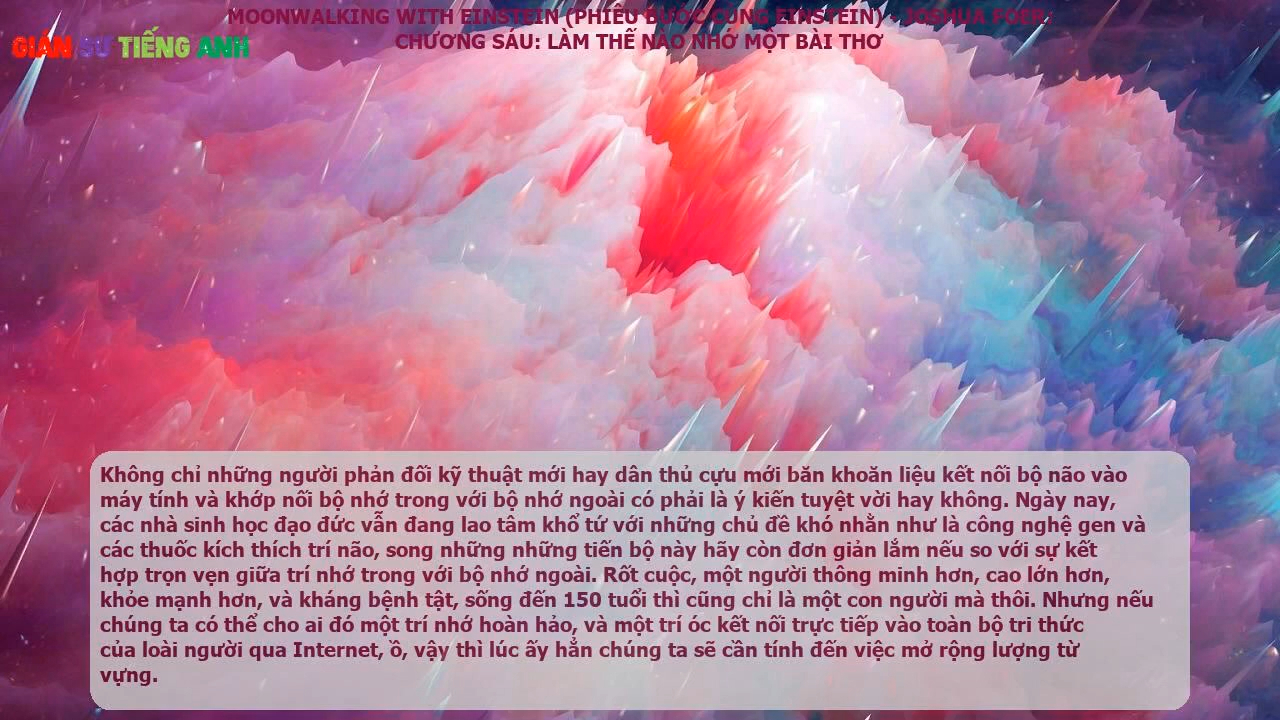 MOONWALKING WITH EINSTEIN (PHIÊU BƯỚC CÙNG EINSTEIN) - JOSHUA FOER;
CHƯƠNG SÁU: LÀM THẾ NÀO NHỚ MỘT BÀI THƠ
GIÁN SƯ TIẾNG ANH
Không chỉ những người phản đối kỹ thuật mới hay dân thủ cựu mới băn khoăn liệu kết nối bộ não vào
máy tính và khớp nối bộ nhớ trong với bộ nhớ ngoài có phải là ý kiến tuyệt vời hay không. Ngày nay,
các nhà sinh học đạo đức vẫn đang lao tâm khổ tứ với những chủ đề khó nhằn như là công nghệ gen và
các thuốc kích thích trí não, song những những tiến bộ này hãy còn đơn giản lắm nếu so với sự kết
hợp trọn vẹn giữa trí nhớ trong với bộ nhớ ngoài. Rốt cuộc, một người thông minh hơn, cao lớn hơn,
khỏe mạnh hơn, và kháng bệnh tật, sống đến 150 tuổi thì cũng chỉ là một con người mà thôi. Nhưng nếu
chúng ta có thể cho ai đó một trí nhớ hoàn hảo, và một trí óc kết nối trực tiếp vào toàn bộ tri thức
của loài người qua Internet, ồ, vậy thì lúc ấy hẳn chúng ta sẽ cần tính đến việc mở rộng lượng từ
vựng.